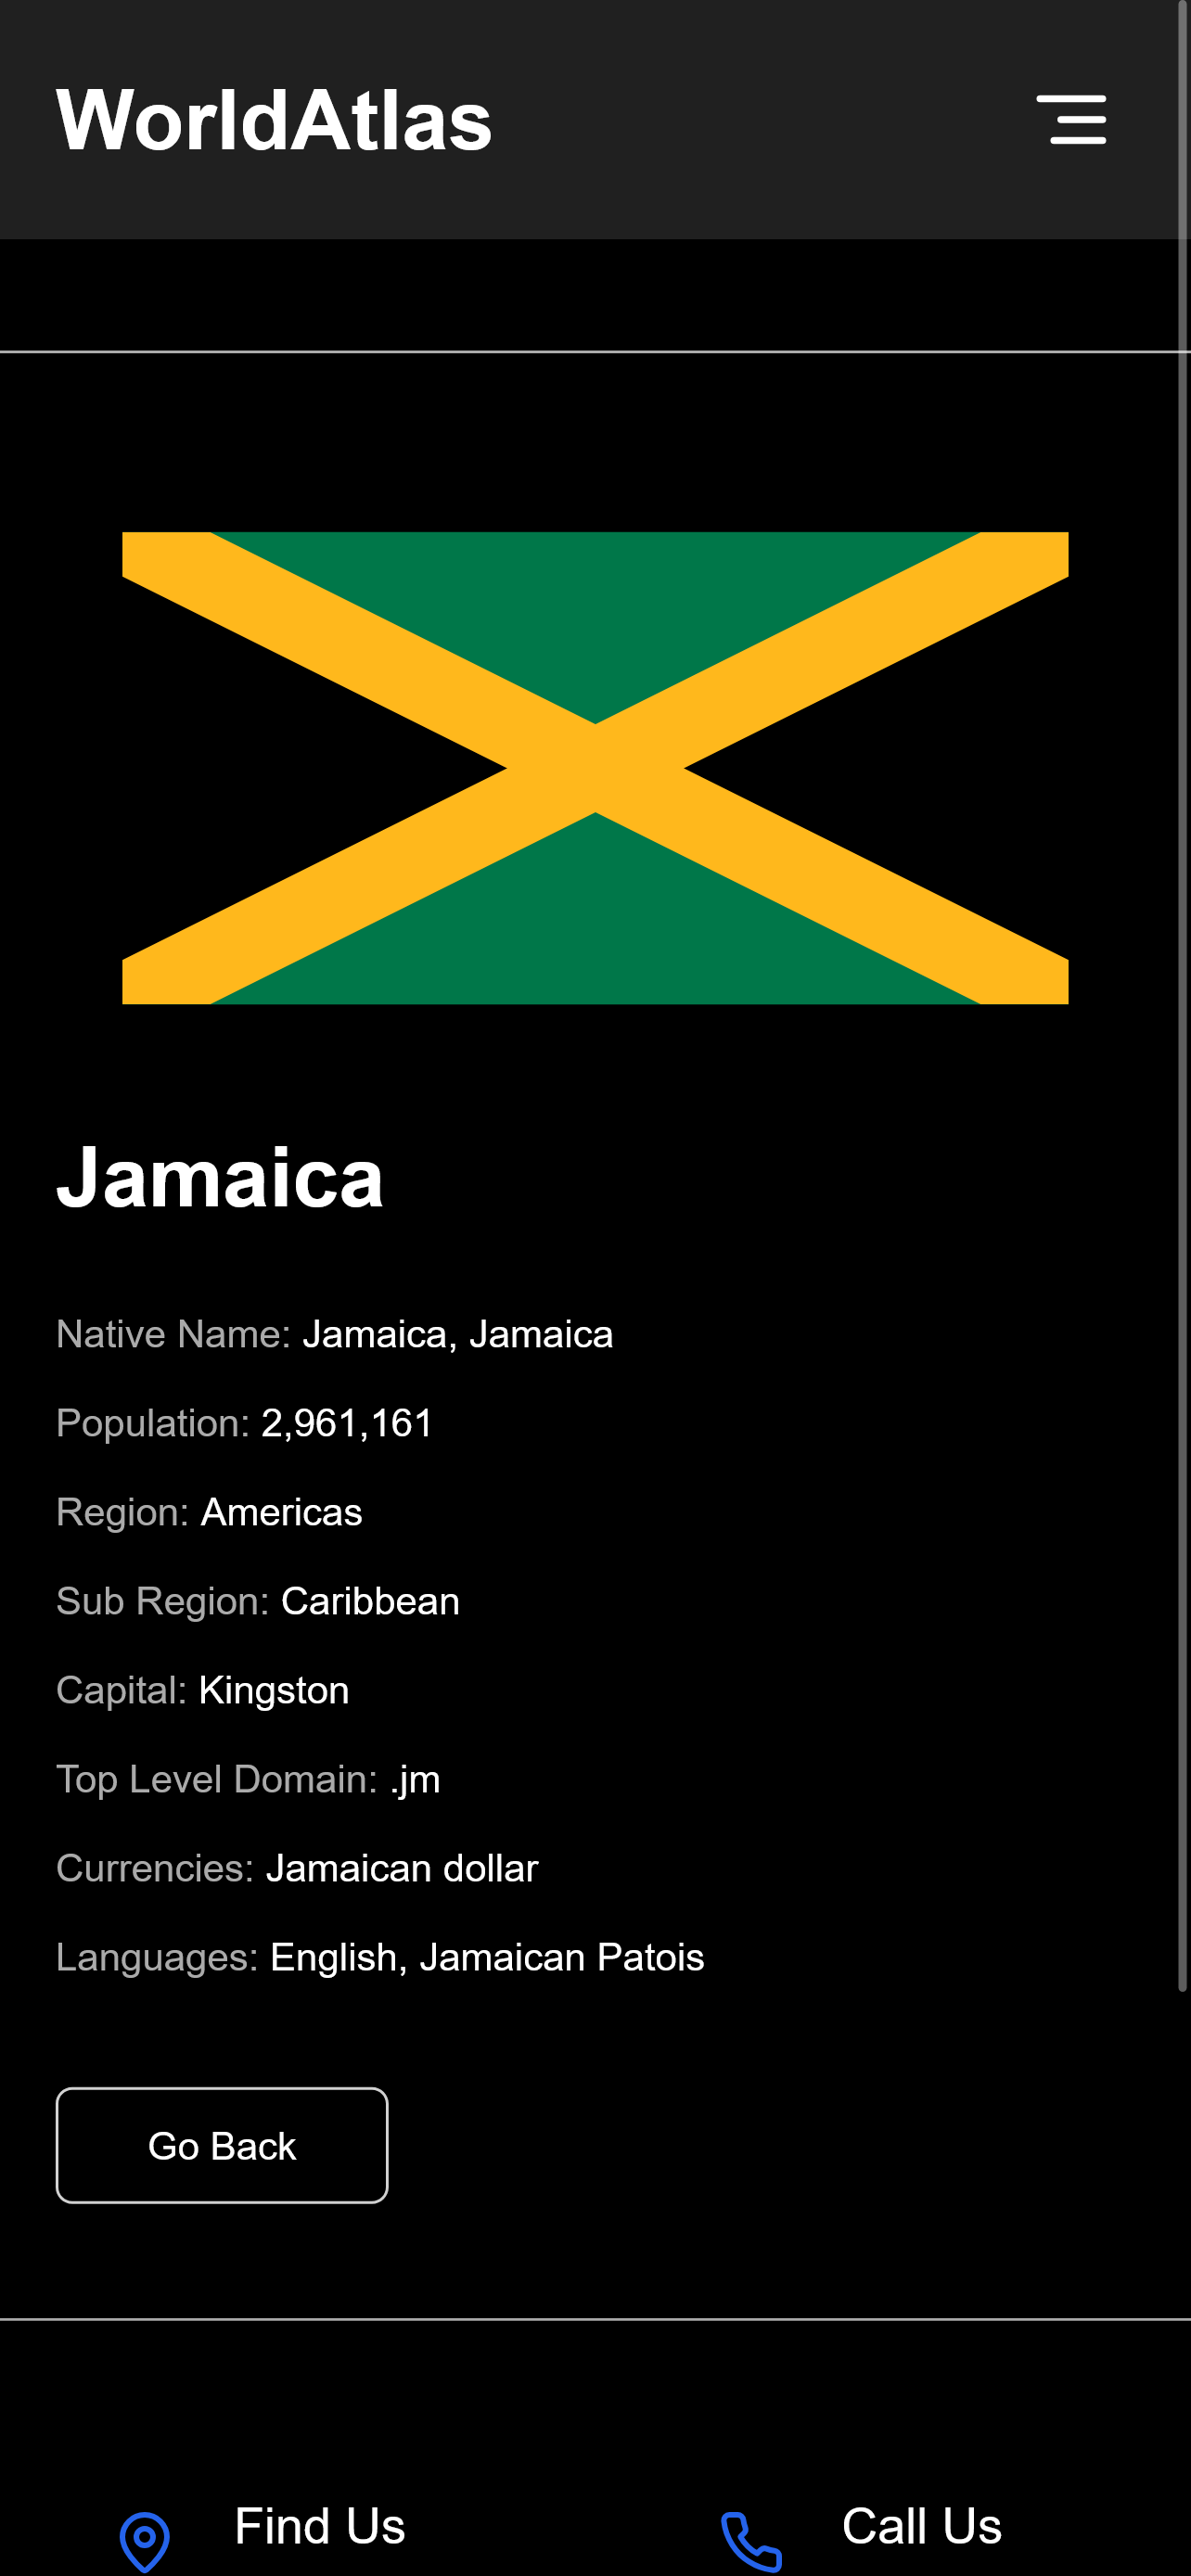 WorldAtlas
Jamaica
Native Name: Jamaica, Jamaica
Population: 2,961,161
Region: Americas
Sub Region: Caribbean
Capital: Kingston
Top Level Domain: .jm
Currencies: Jamaican dollar
Languages: English, Jamaican Patois
Go Back
Find Us
Call Us